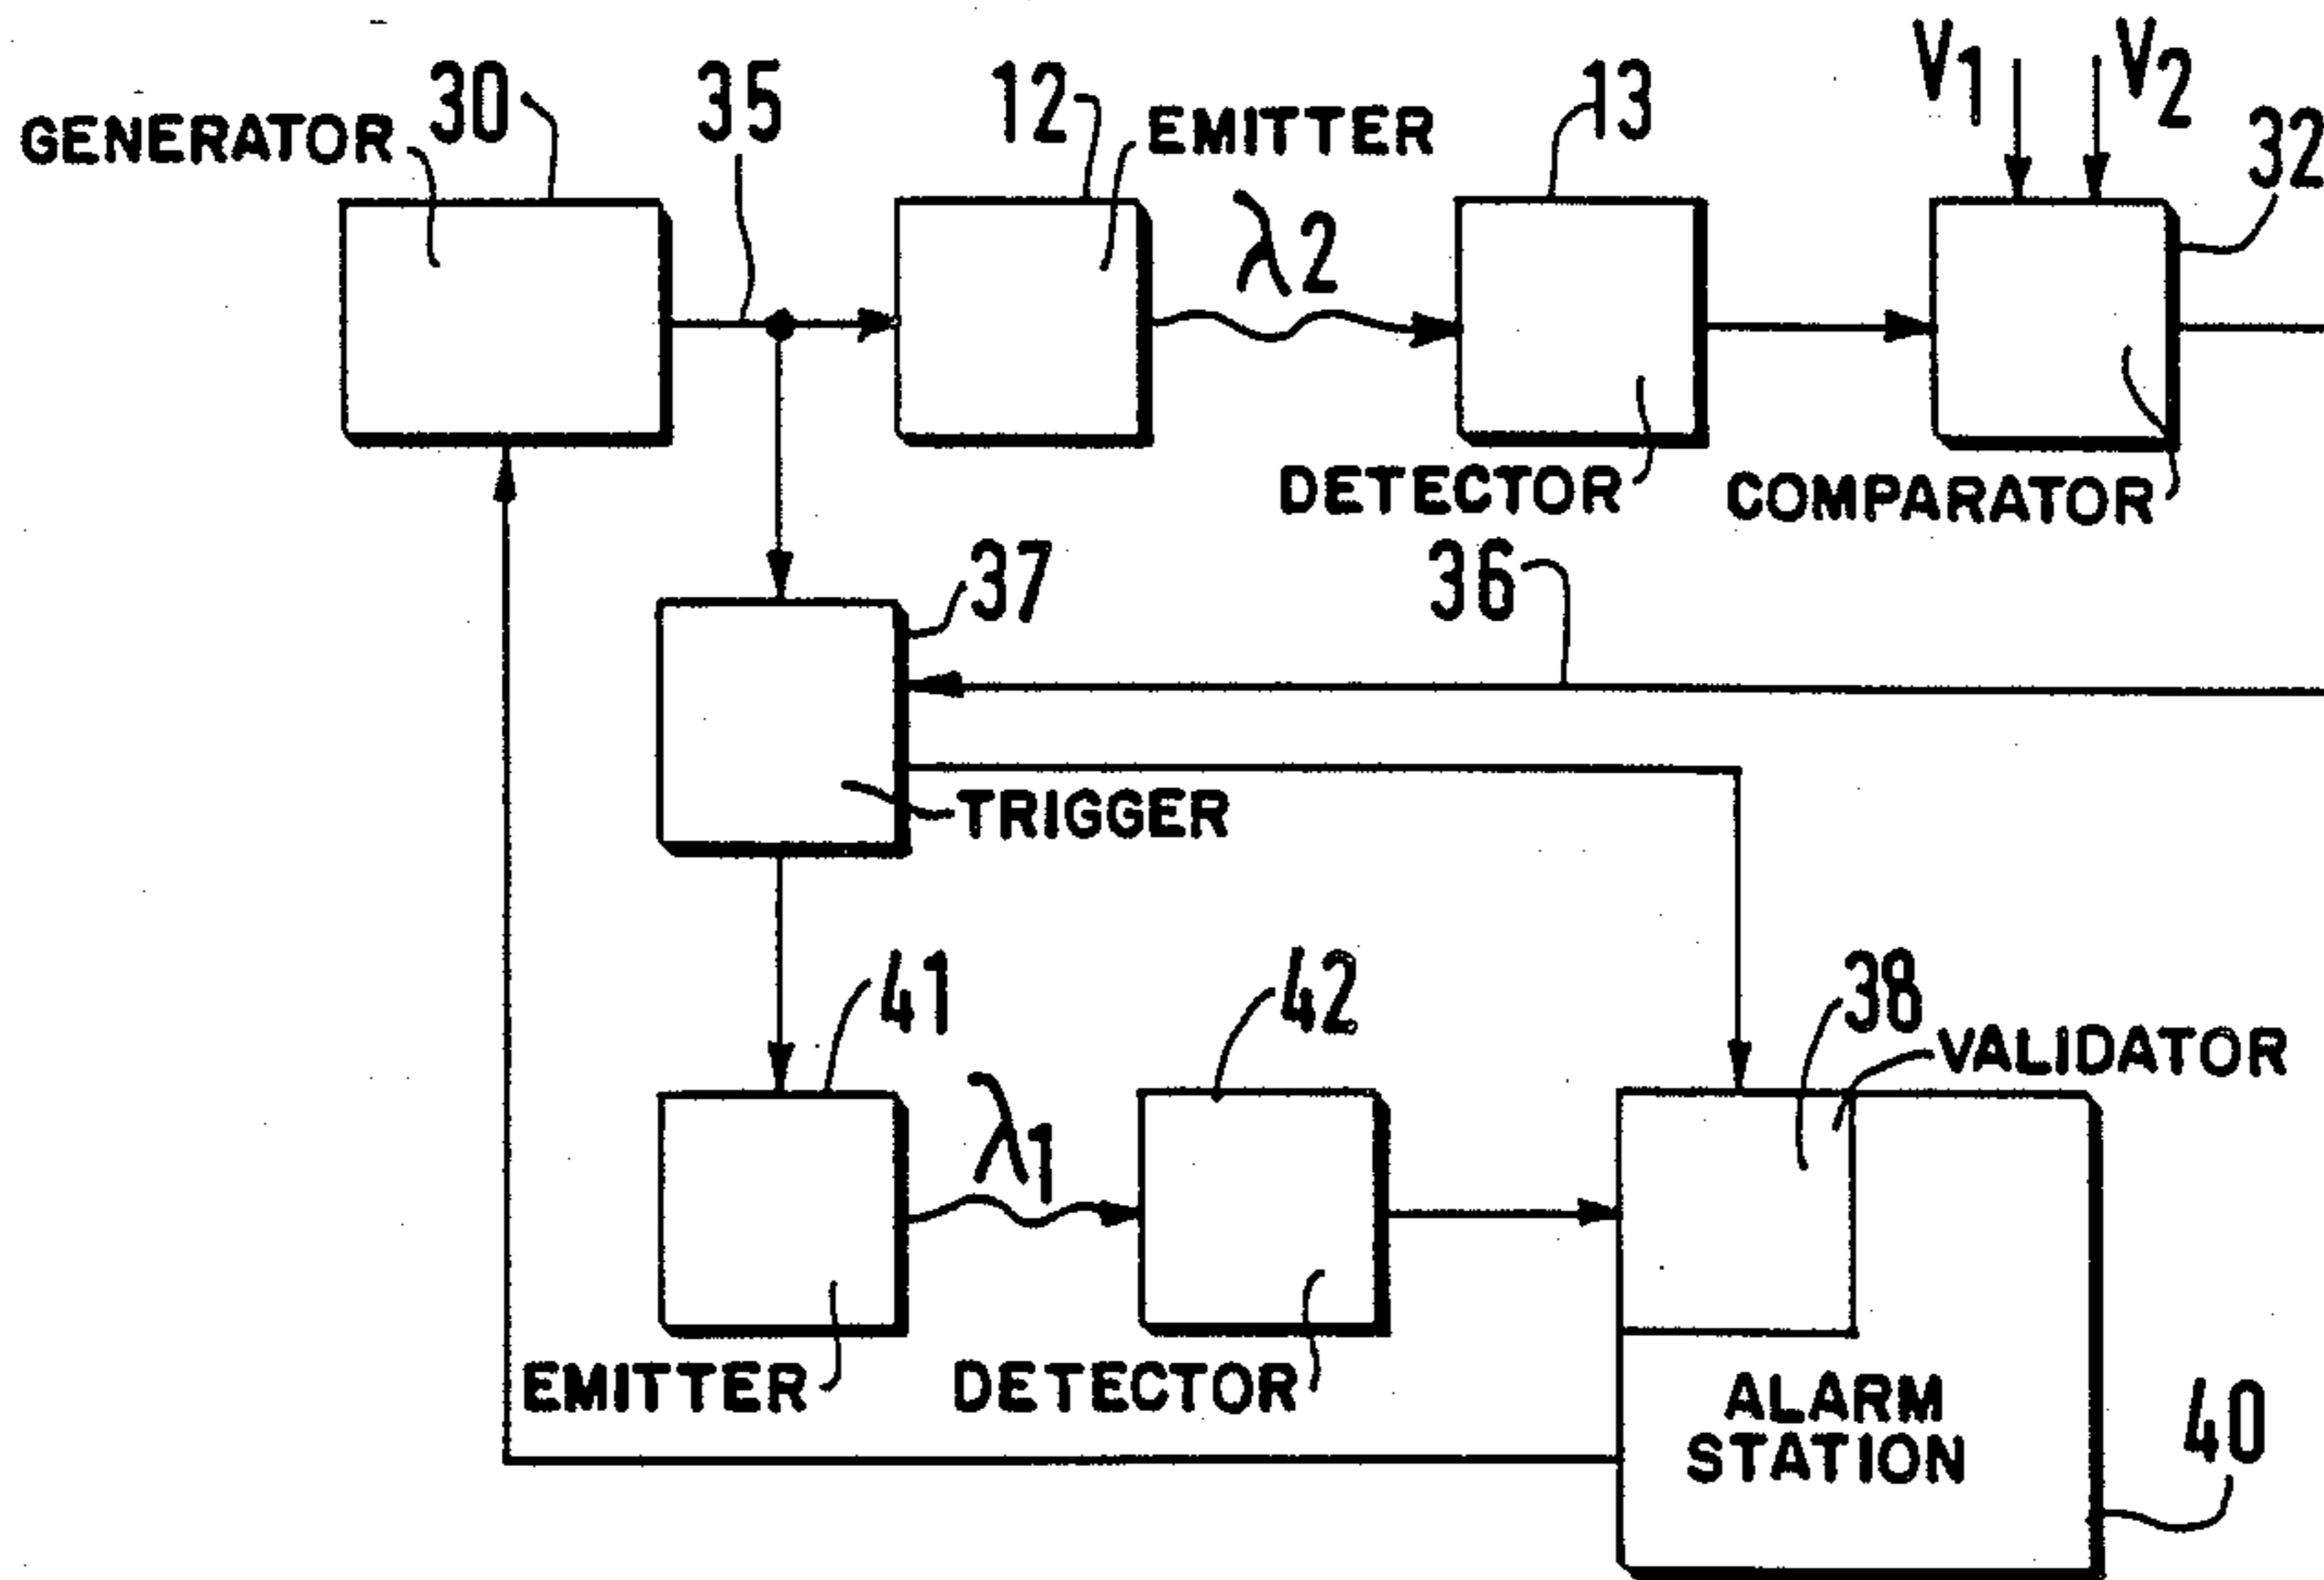 GENERATOR 30 35 12 EMITTER 13 V1 V2 32
λ2
DETECTOR COMPARATOR
37 36
TRIGGER
41 42 38 VALIDATOR
λ1
EMITTER DETECTOR ALARM
STATION 40